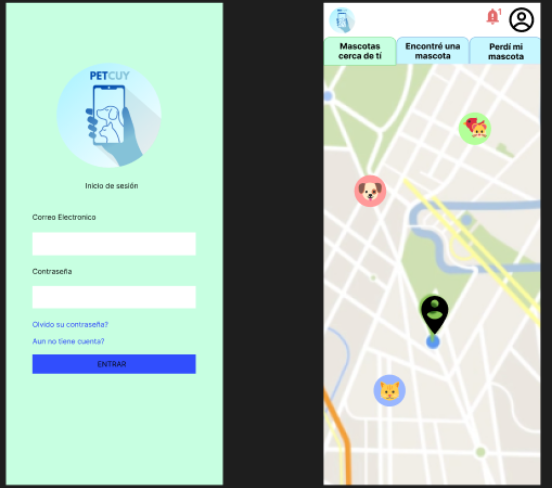 PETCUY
Inicio de sesión
Correo Electronico
Contraseña
Olvido su contraseña?
Aun no tiene cuenta?
ENTRAR
1
Mascotas
cerca de tí
Encontré una
mascota
Perdí mi
mascota